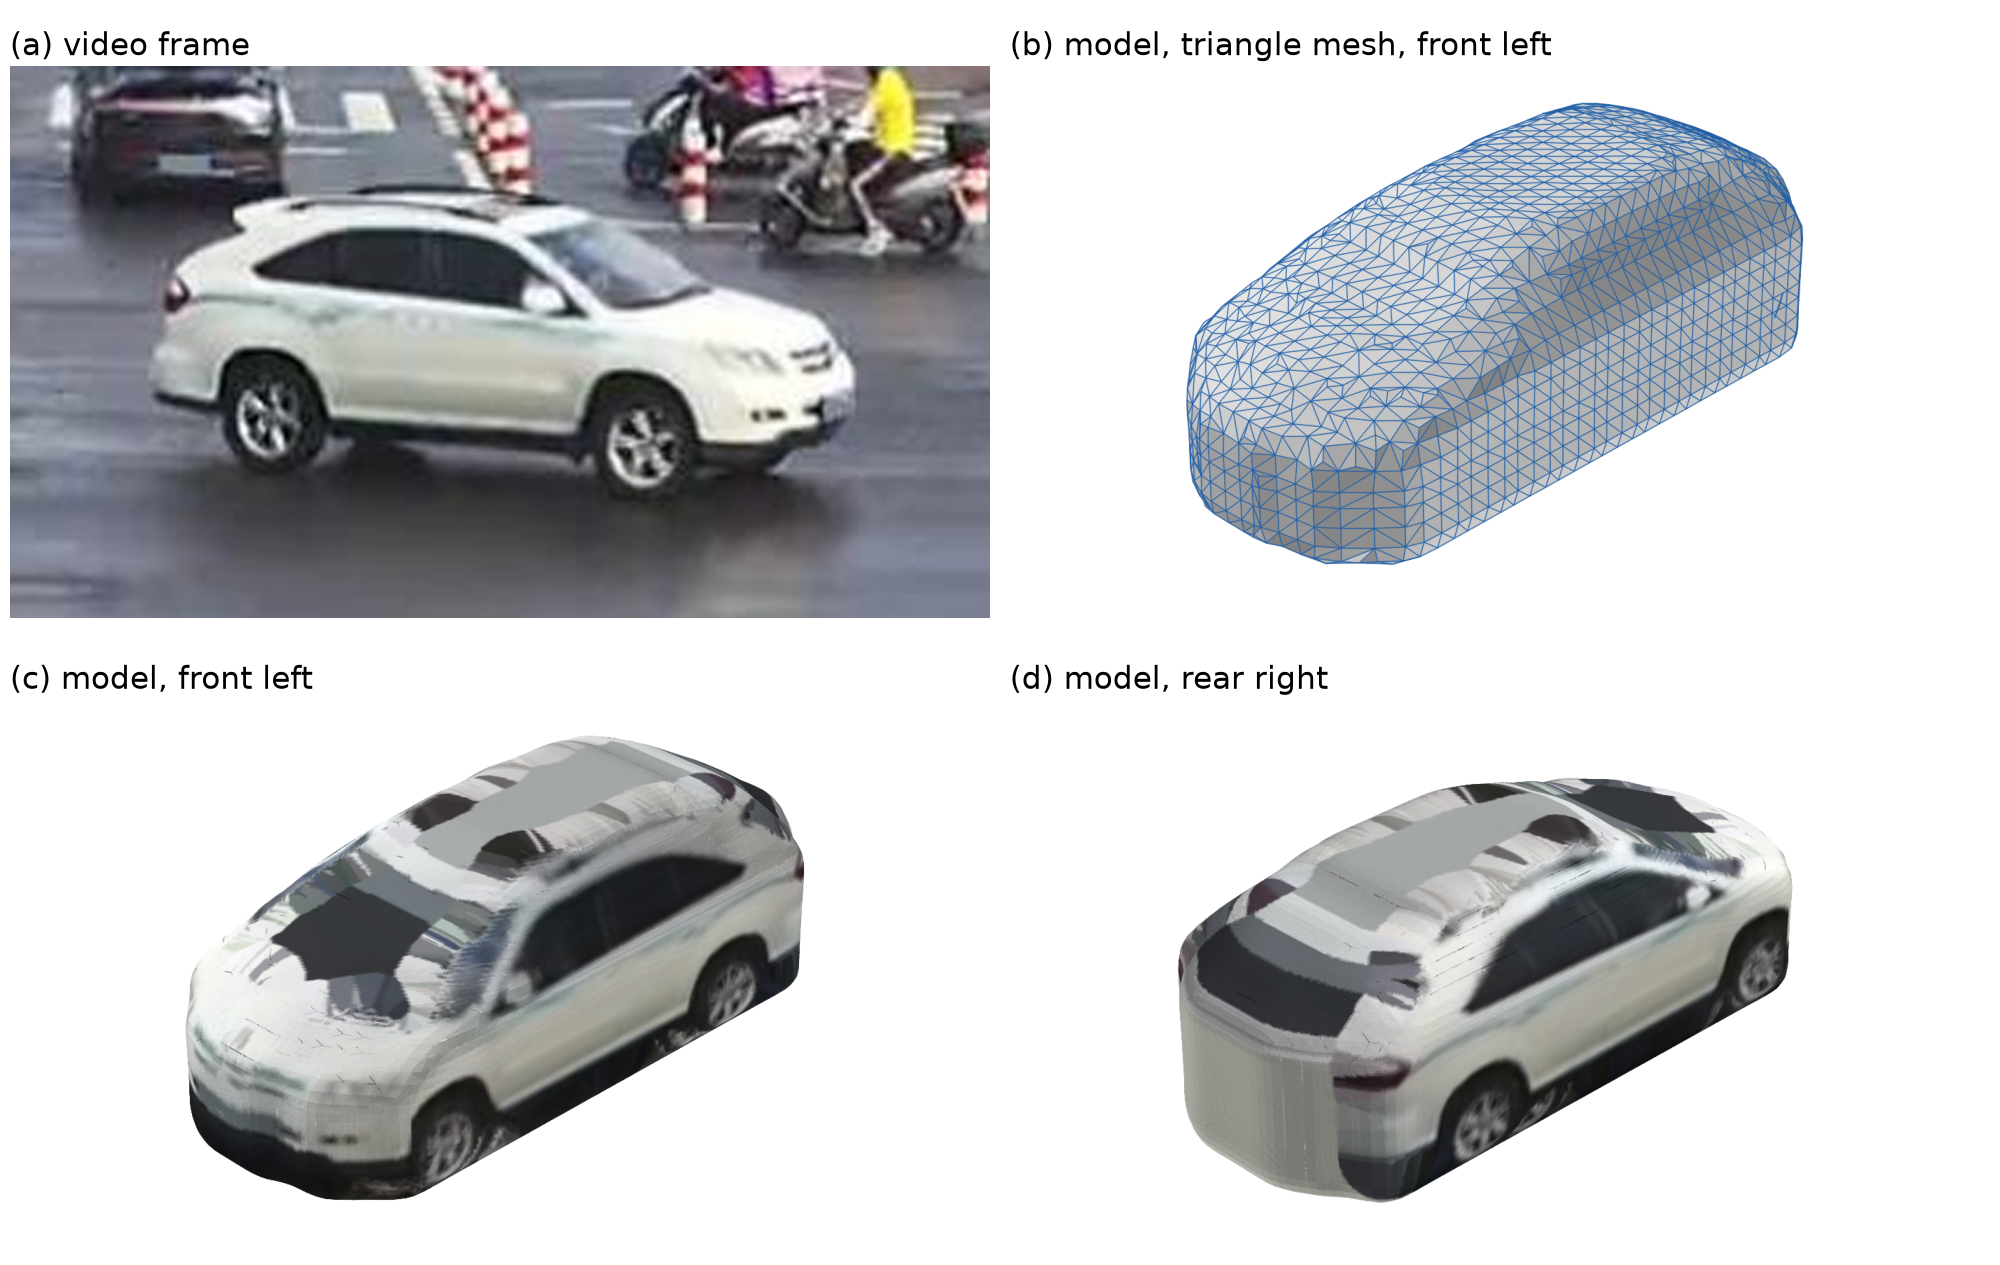 (a) video frame
(b) model, triangle mesh, front left
(c) model, front left
(d) model, rear right